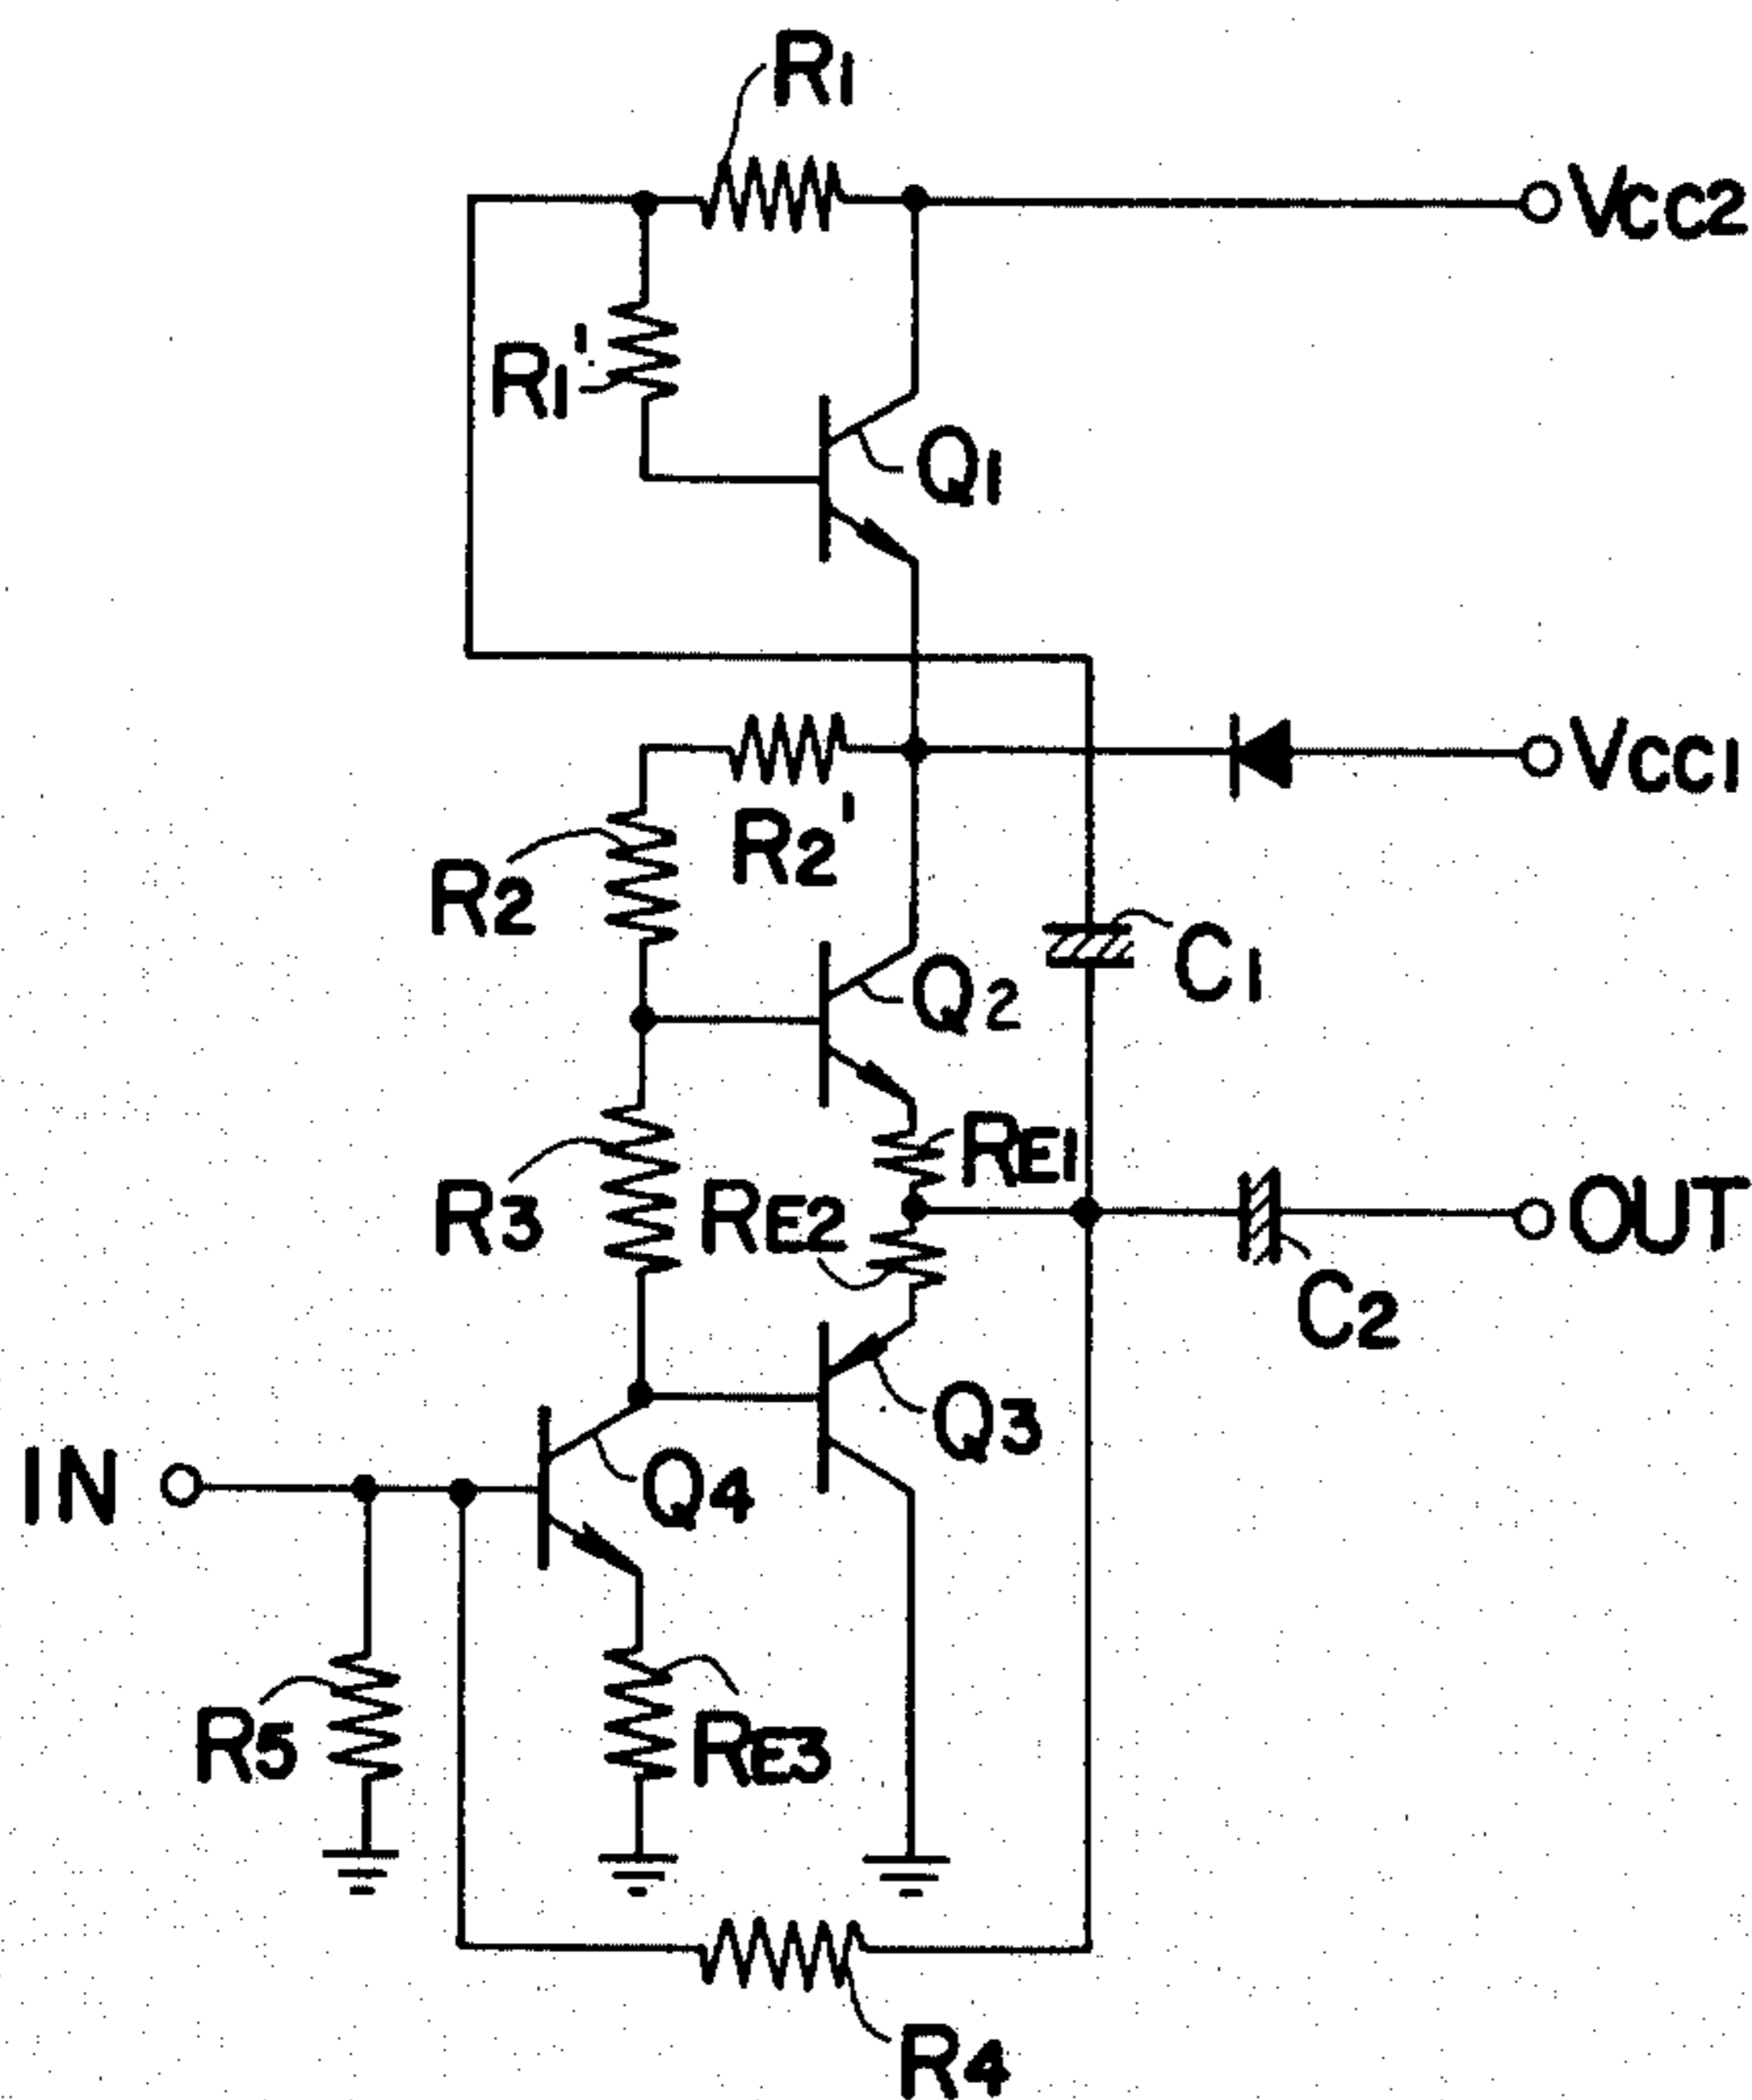 R1
VCC2
R1'
Q1
VCC1
R2'
R2
Q2
C1
RE1
R3
RE2
OUT
C2
Q3
IN
Q4
R5
RE3
R4